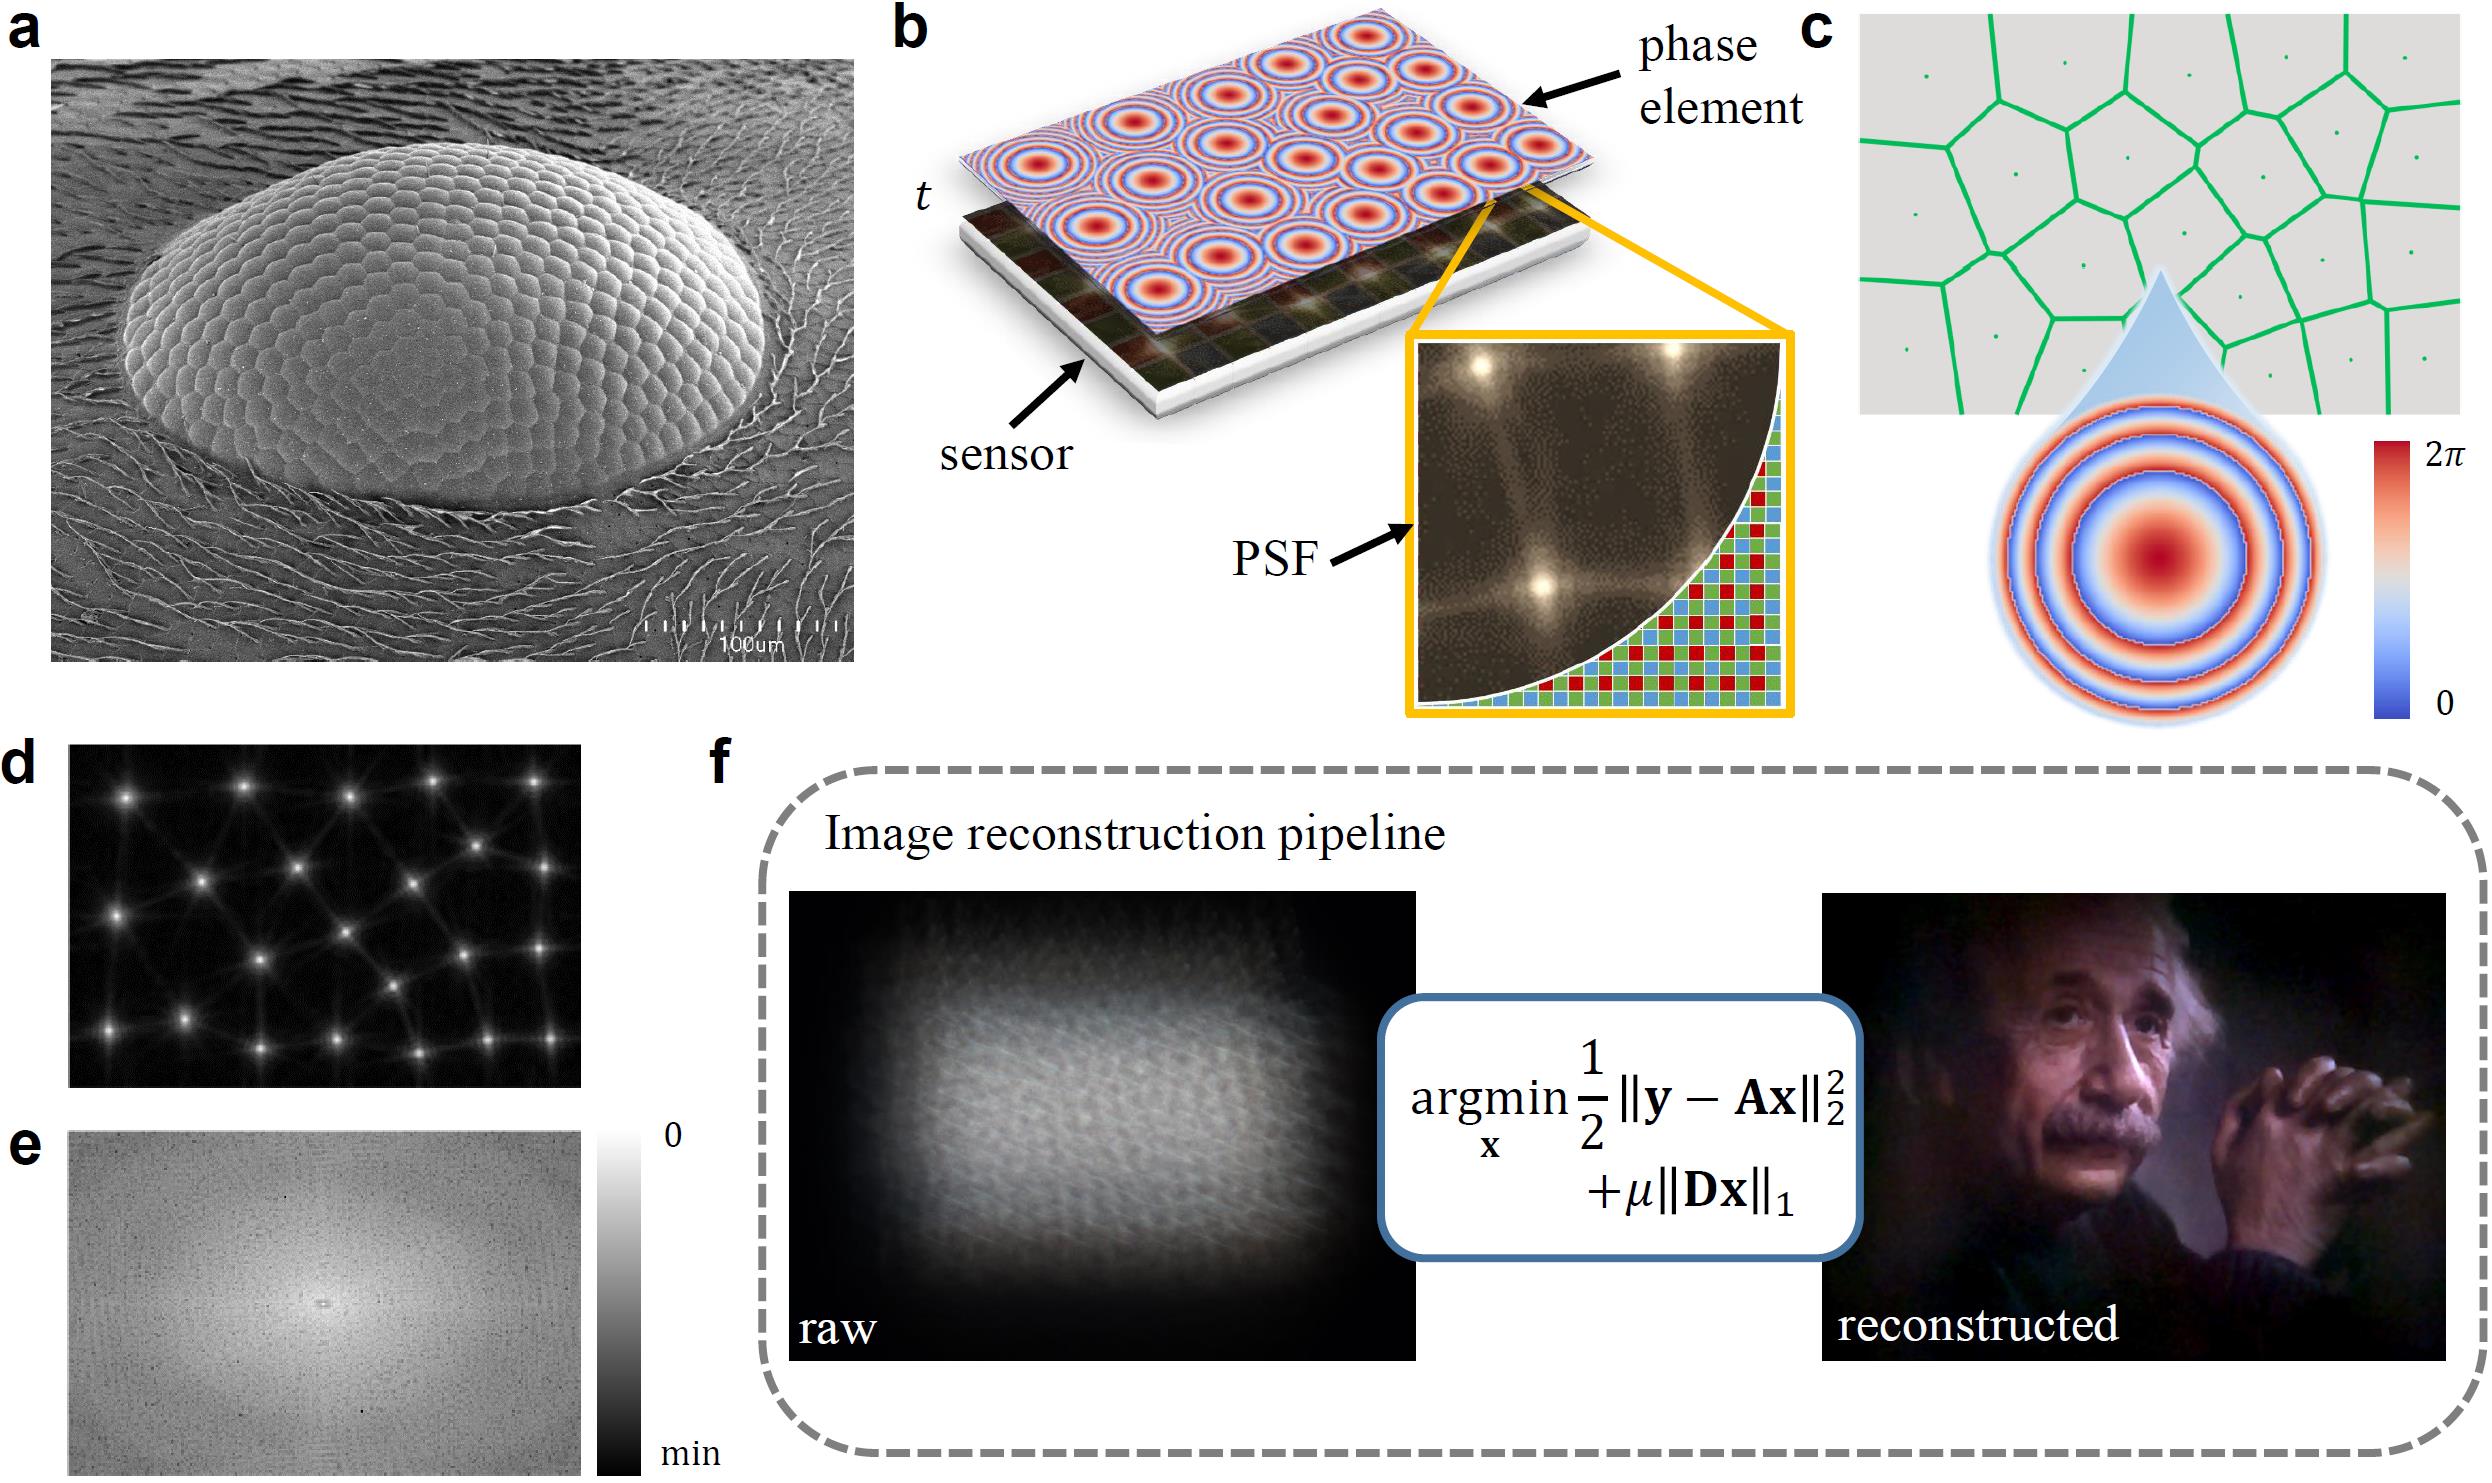 a
100um
b
phase
element
t
sensor
PSF
c
2π
0
d
e
0
min
f
Image reconstruction pipeline
raw
argmin 1/2 ‖y − Ax‖₂²
x
+μ‖Dx‖₁
reconstructed